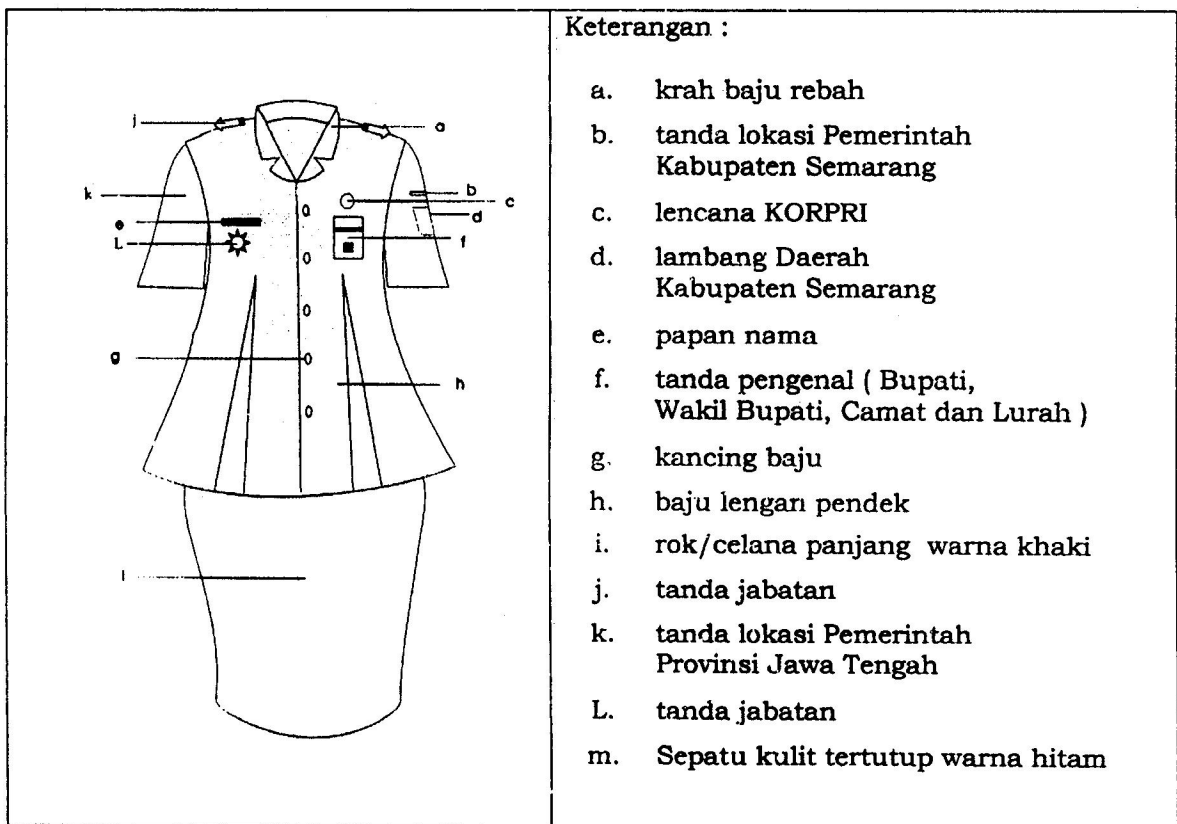 j
a
k
b
c
e
d
L
f
g
h
i
Keterangan :
a. krah baju rebah
b. tanda lokasi Pemerintah
Kabupaten Semarang
c. lencana KORPRI
d. lambang Daerah
Kabupaten Semarang
e. papan nama
f. tanda pengenal ( Bupati,
Wakil Bupati, Camat dan Lurah )
g. kancing baju
h. baju lengan pendek
i. rok/celana panjang warna khaki
j. tanda jabatan
k. tanda lokasi Pemerintah
Provinsi Jawa Tengah
L. tanda jabatan
m. Sepatu kulit tertutup warna hitam